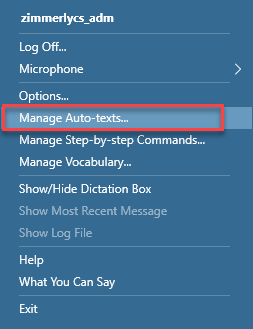 zimmerlycs_adm
Log Off...
Microphone
Options...
Manage Auto-texts...
Manage Step-by-step Commands...
Manage Vocabulary...
Show/Hide Dictation Box
Show Most Recent Message
Show Log File
Help
What You Can Say
Exit